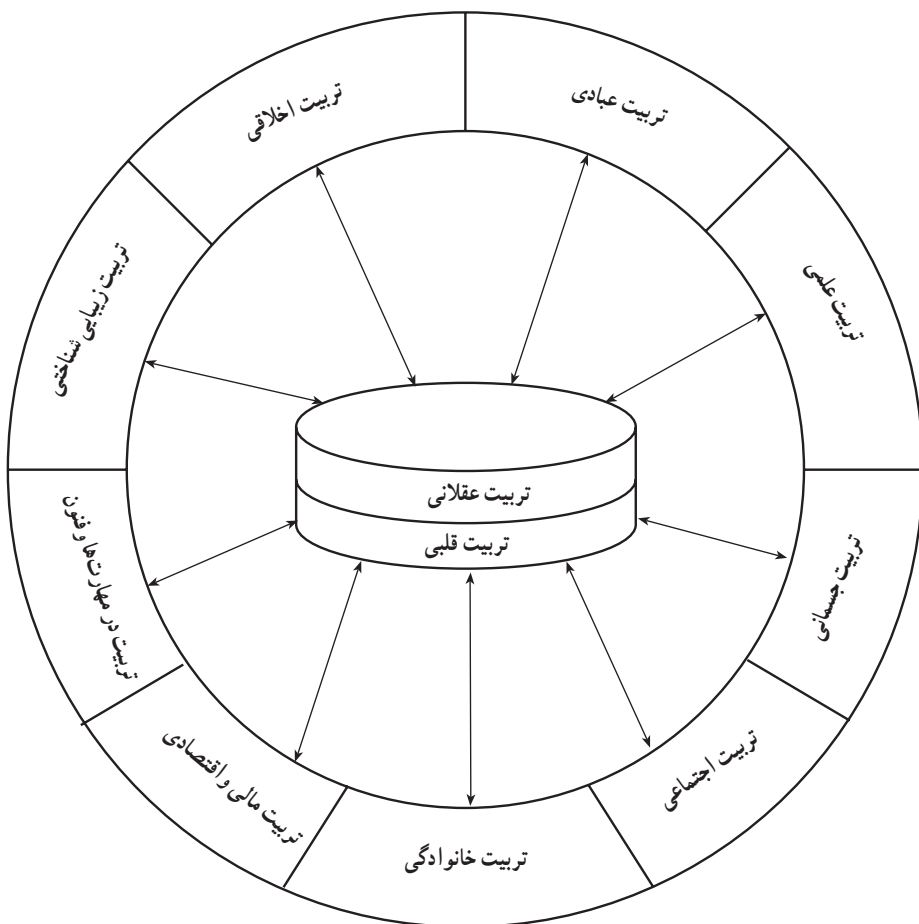 تربیت عبادی
تربیت اخلاقی
تربیت علمی
تربیت زیبایی شناختی
تربیت عقلانی
تربیت قلبی
تربیت در مهارت‌ها و فنون
تربیت جسمانی
تربیت اجتماعی
تربیت مالی و اقتصادی
تربیت خانوادگی